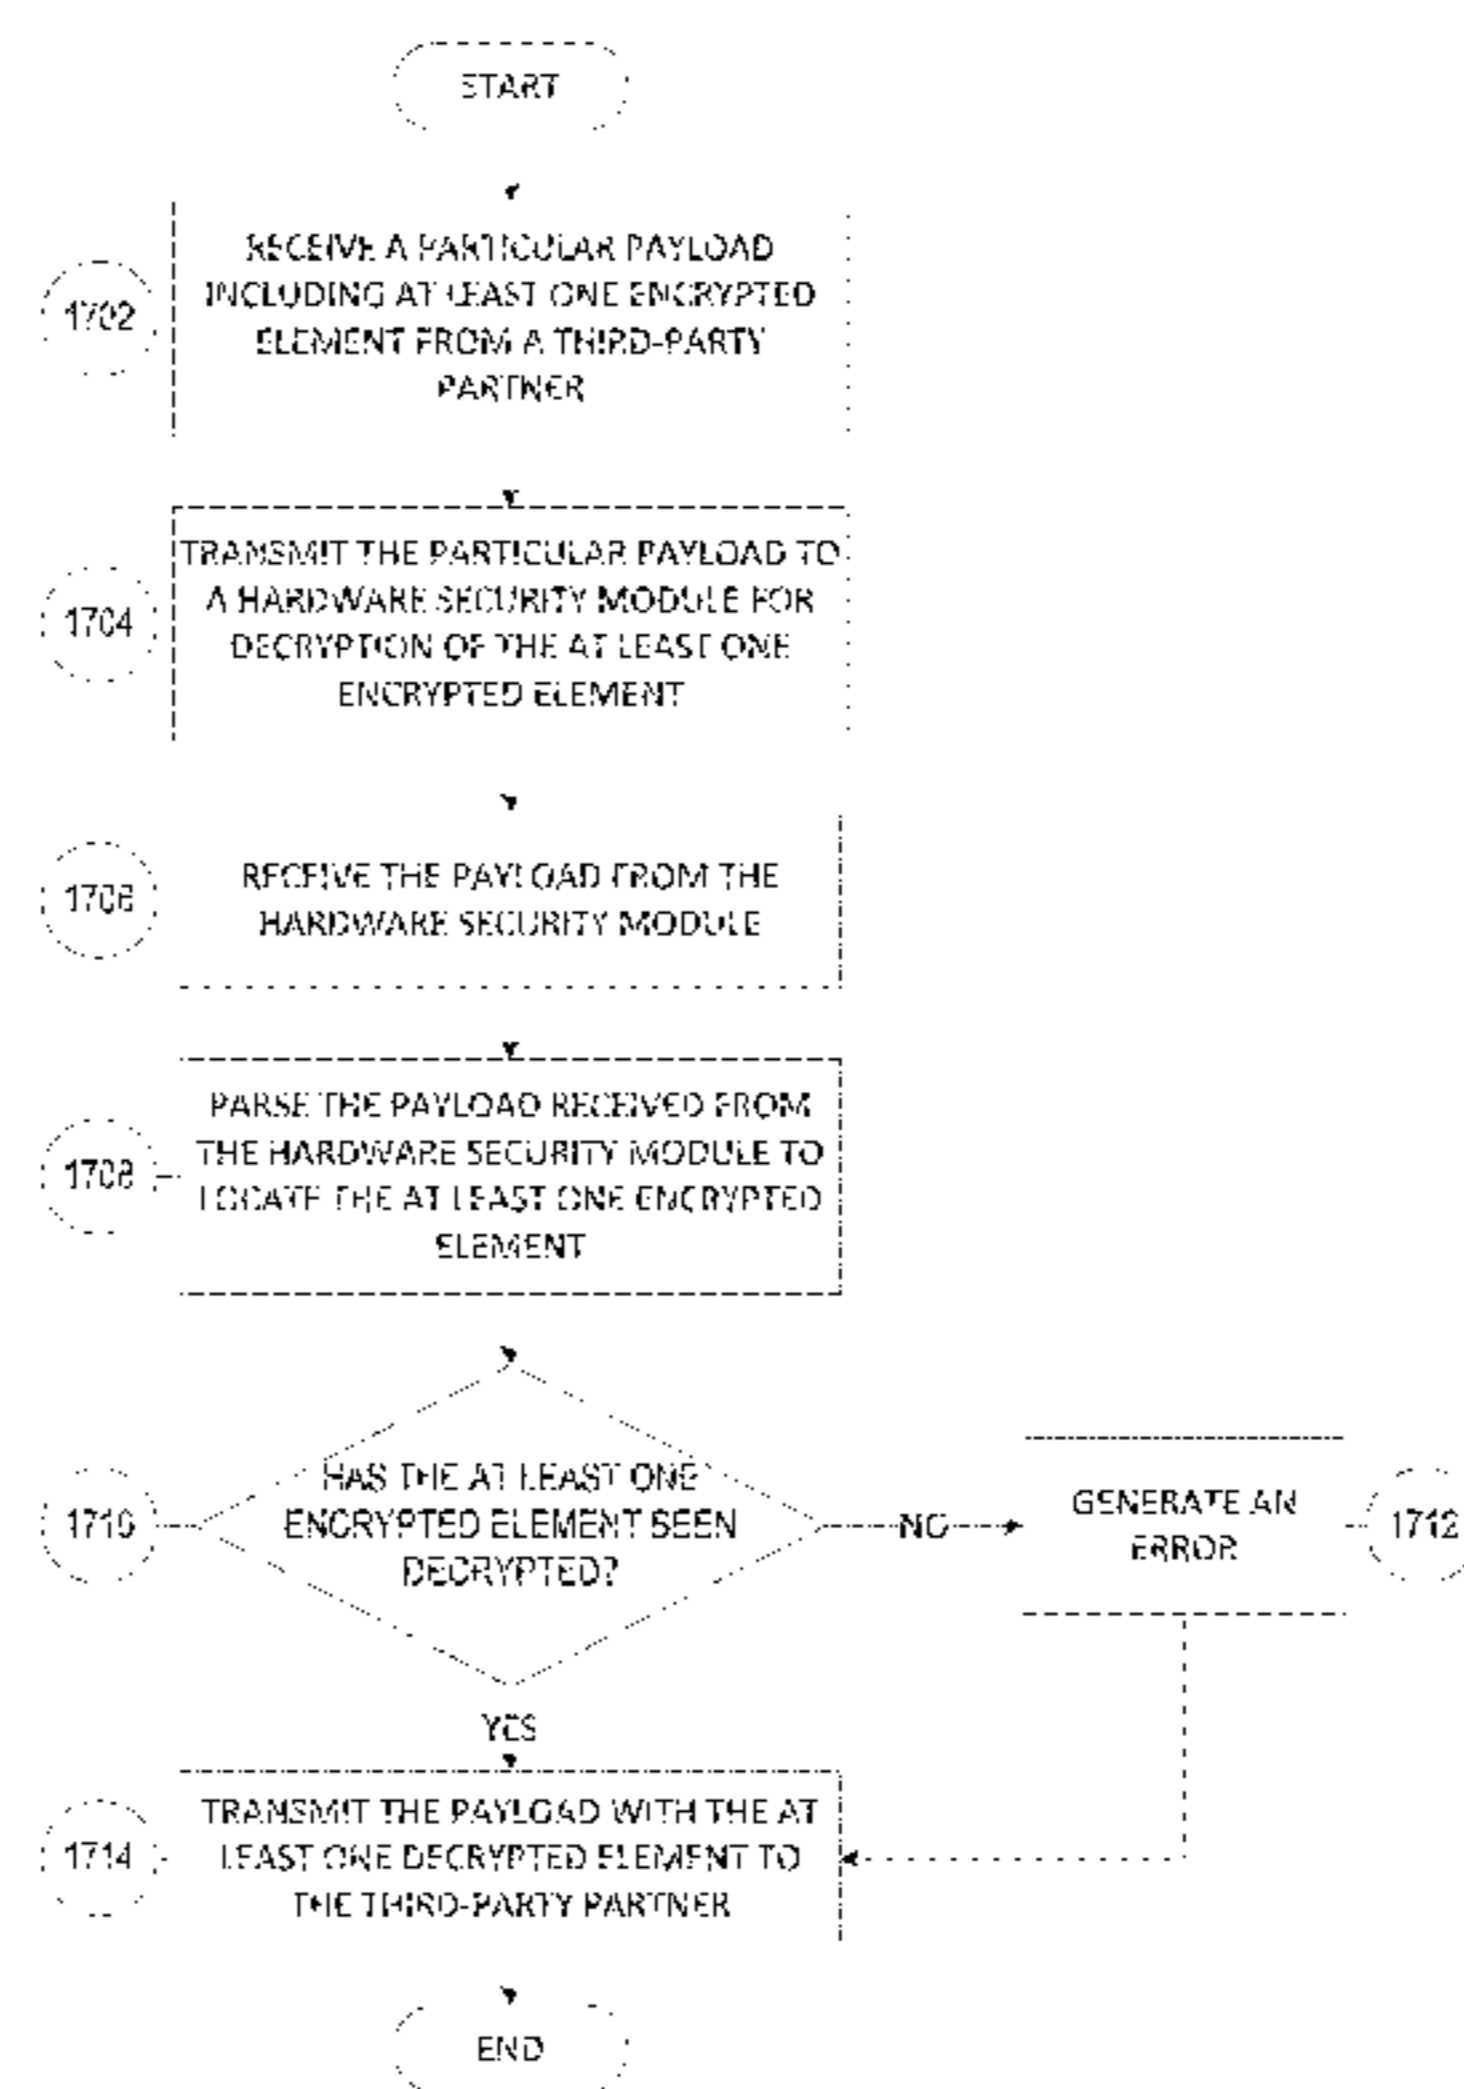 START
1702
RECEIVE A PARTICULAR PAYLOAD
INCLUDING AT LEAST ONE ENCRYPTED
ELEMENT FROM A THIRD-PARTY
PARTNER
1704
TRANSMIT THE PARTICULAR PAYLOAD TO
A HARDWARE SECURITY MODULE FOR
DECRYPTION OF THE AT LEAST ONE
ENCRYPTED ELEMENT
1706
RECEIVE THE PAYLOAD FROM THE
HARDWARE SECURITY MODULE
1708
PARSE THE PAYLOAD RECEIVED FROM
THE HARDWARE SECURITY MODULE TO
LOCATE THE AT LEAST ONE ENCRYPTED
ELEMENT
1710
HAS THE AT LEAST ONE
ENCRYPTED ELEMENT BEEN
DECRYPTED?
NO
GENERATE AN
ERROR
1712
YES
1714
TRANSMIT THE PAYLOAD WITH THE AT
LEAST ONE DECRYPTED ELEMENT TO
THE THIRD-PARTY PARTNER
END